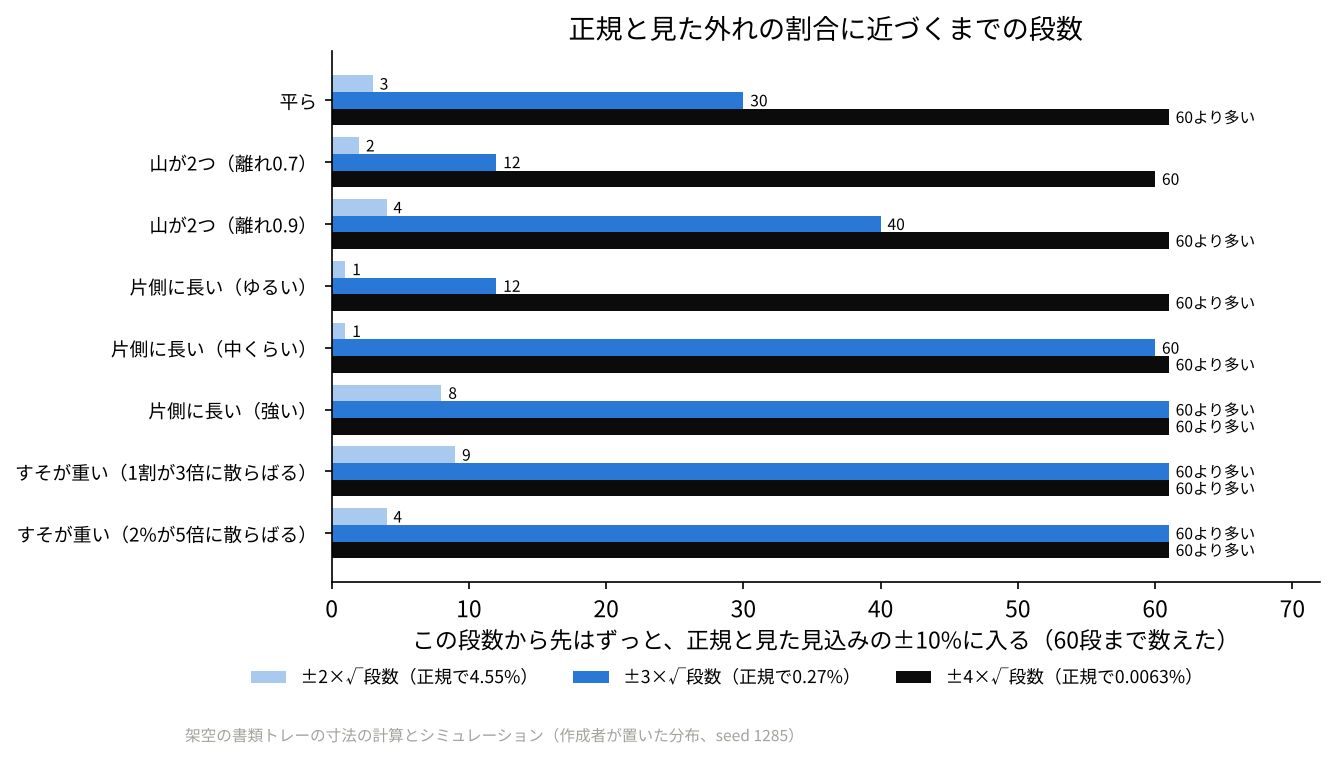 正規と見た外れの割合に近づくまでの段数
平ら
3
30
60より多い
山が2つ（離れ0.7）
2
12
60
山が2つ（離れ0.9）
4
40
60より多い
片側に長い（ゆるい）
1
12
60より多い
片側に長い（中くらい）
1
60
60より多い
片側に長い（強い）
8
60より多い
60より多い
すそが重い（1割が3倍に散らばる）
9
60より多い
60より多い
すそが重い（2%が5倍に散らばる）
4
60より多い
60より多い
0 10 20 30 40 50 60 70
この段数から先はずっと、正規と見た見込みの±10%に入る（60段まで数えた）
±2×√段数（正規で4.55%） ±3×√段数（正規で0.27%） ±4×√段数（正規で0.0063%）
架空の書類トレーの寸法の計算とシミュレーション（作成者が置いた分布、seed 1285）